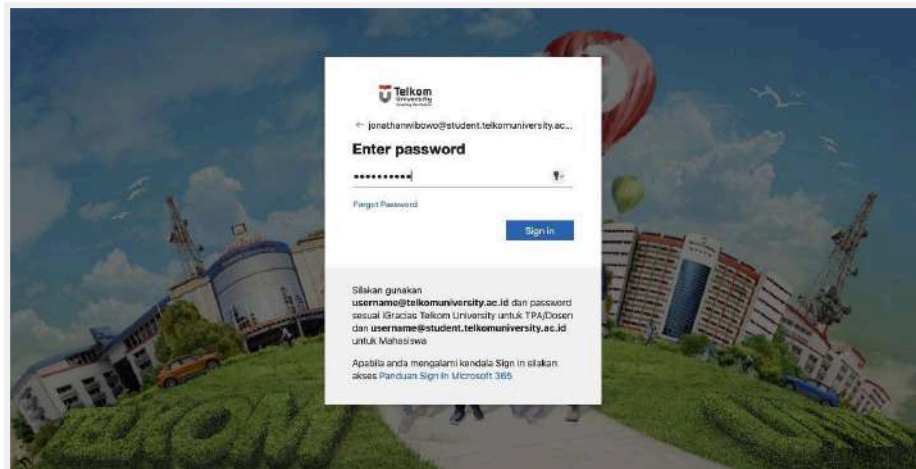 Telkom
University
← jonathanwibowo@student.telkomuniversity.ac...
Enter password
••••••••••
Forgot Password
Sign in
Silakan gunakan
username@telkomuniversity.ac.id dan password
sesuai iGracias Telkom University untuk TPA/Dosen
dan username@student.telkomuniversity.ac.id
untuk Mahasiswa
Apabila anda mengalami kendala Sign in silakan
akses Panduan Sign In Microsoft 365